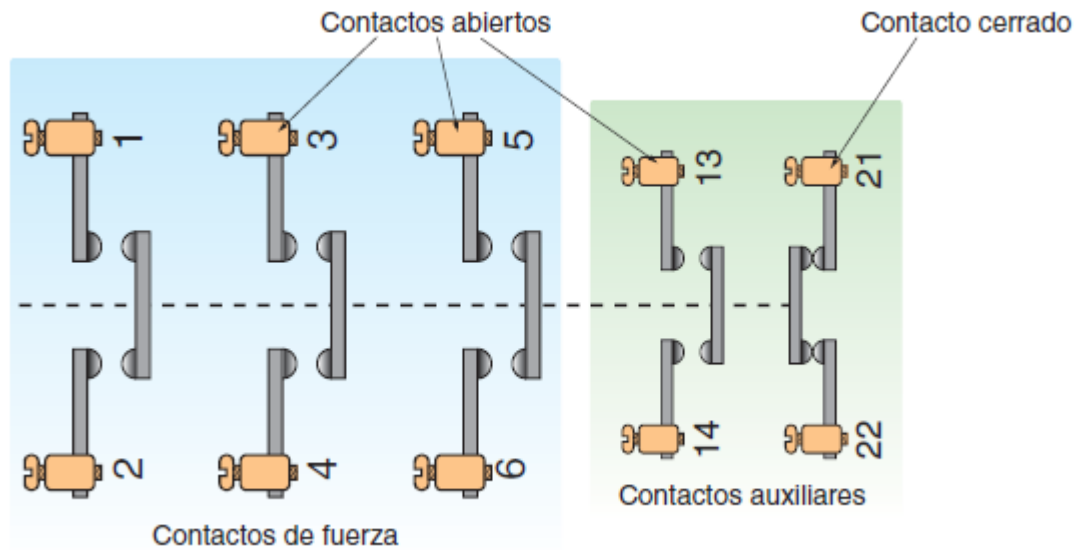 Contactos abiertos
Contacto cerrado
1
3
5
13
21
2
4
6
14
22
Contactos auxiliares
Contactos de fuerza